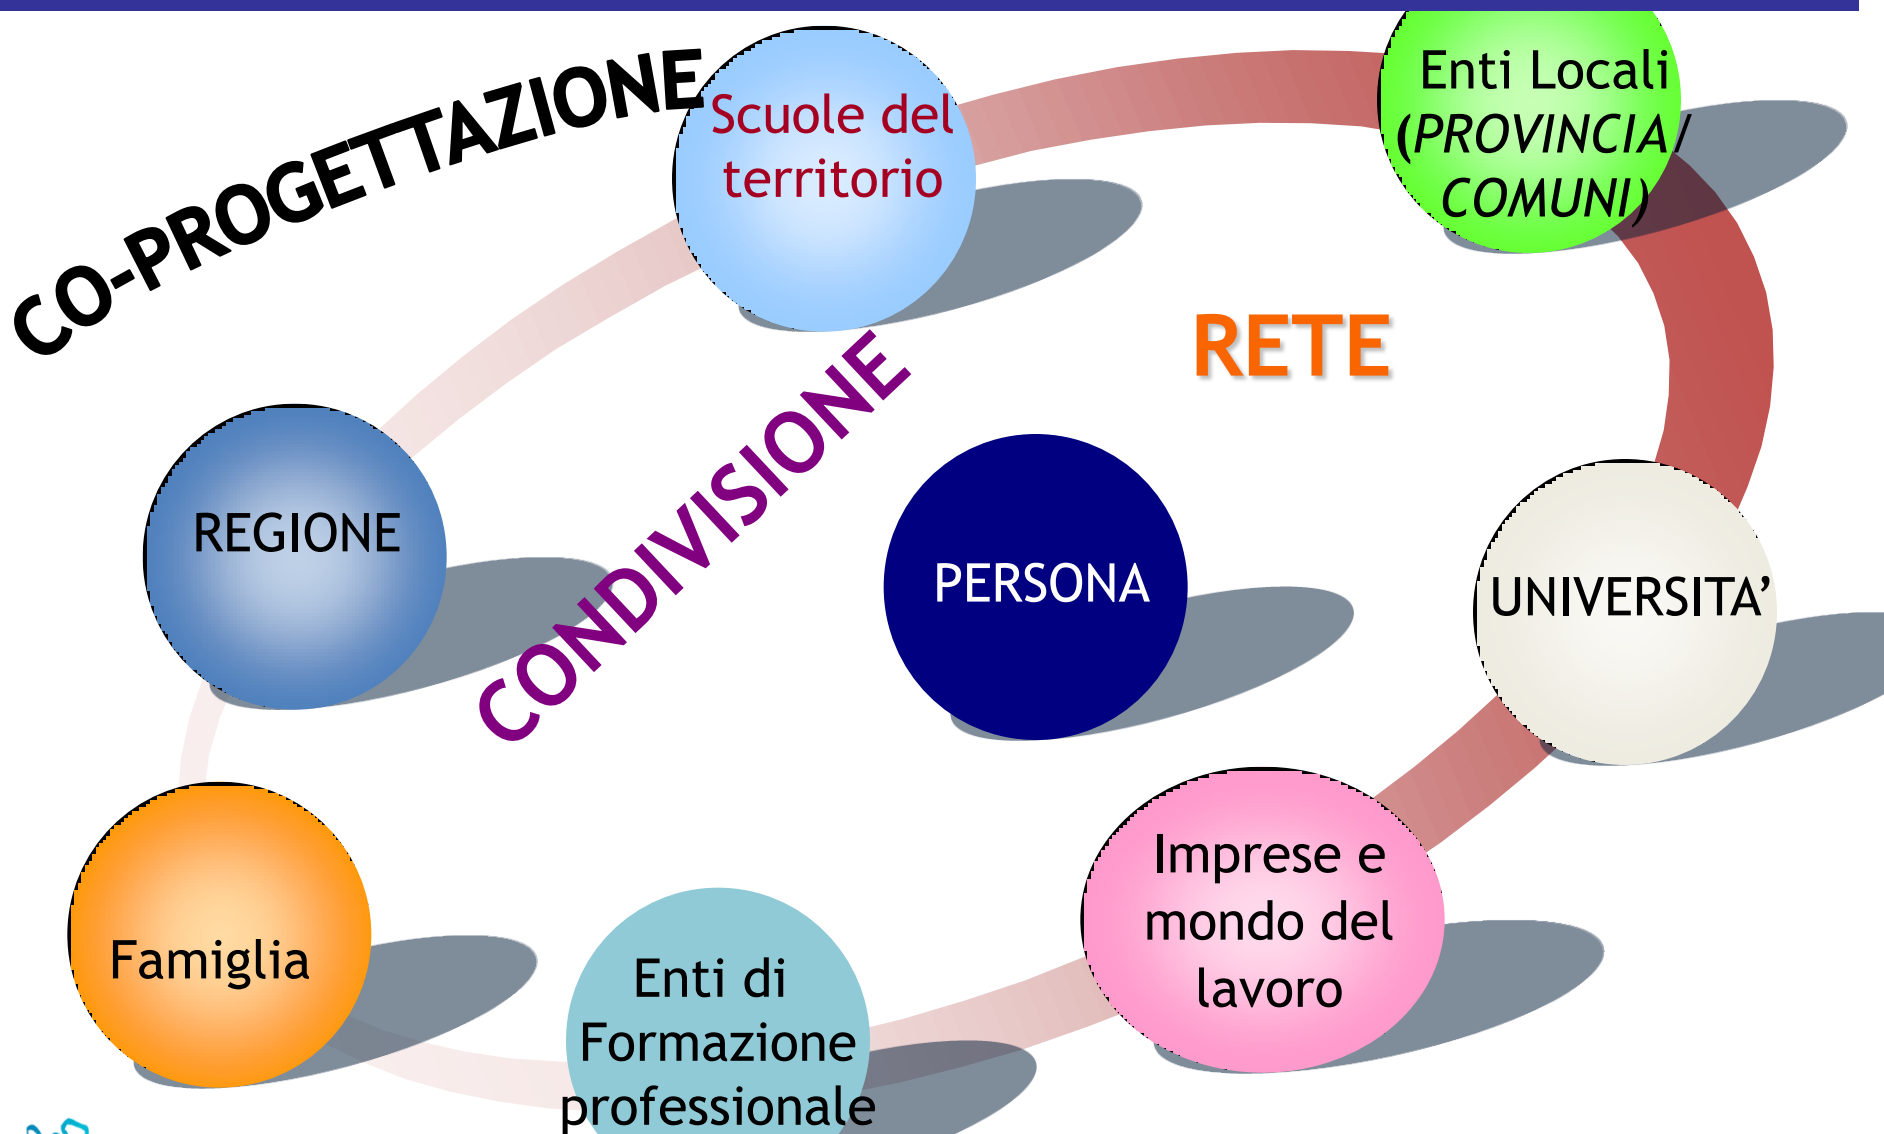 CO-PROGETTAZIONE
Scuole del
territorio
Enti Locali
(PROVINCIA/
COMUNI)
RETE
CONDIVISIONE
REGIONE
PERSONA
UNIVERSITA’
Imprese e
mondo del
lavoro
Famiglia
Enti di
Formazione
professionale